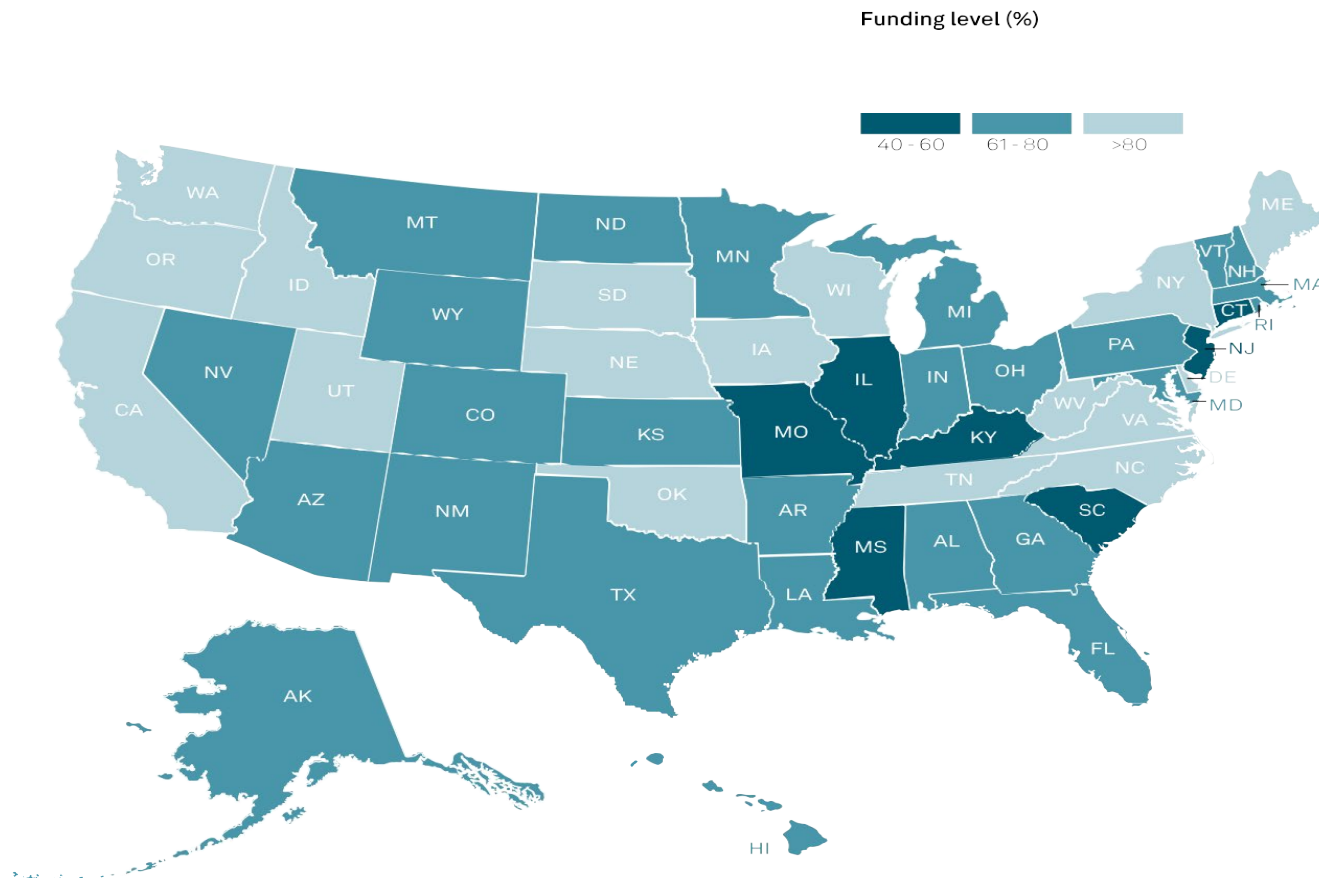 Funding level (%)
40 - 60 61 - 80 >80
WA
ME
MT
ND
VT
OR
MN
NH
ID
NY
MA
SD
WI
WY
MI
CT
RI
PA
NJ
IA
NE
NV
IL
IN
OH
DE
UT
WV
MD
CA
CO
VA
KS
MO
KY
NC
TN
OK
AZ
NM
AR
SC
MS
AL
GA
TX
LA
FL
AK
HI